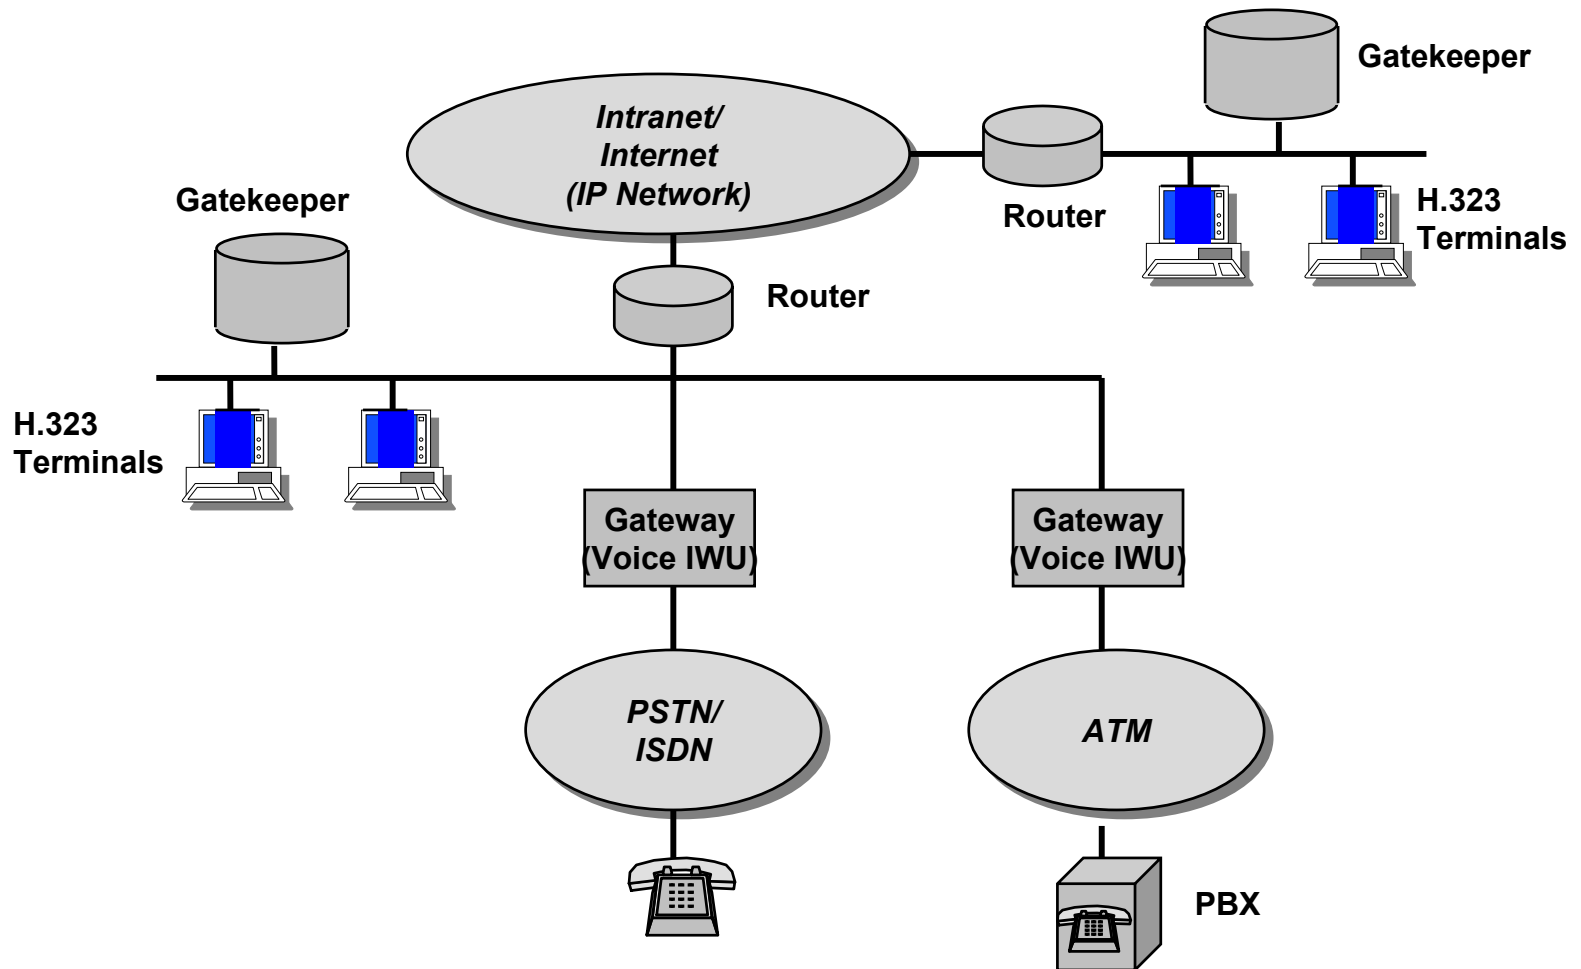 Gatekeeper
Intranet/
Internet
(IP Network)
Router
H.323
Terminals
Gatekeeper
Router
H.323
Terminals
Gateway
(Voice IWU)
Gateway
(Voice IWU)
PSTN/
ISDN
ATM
PBX